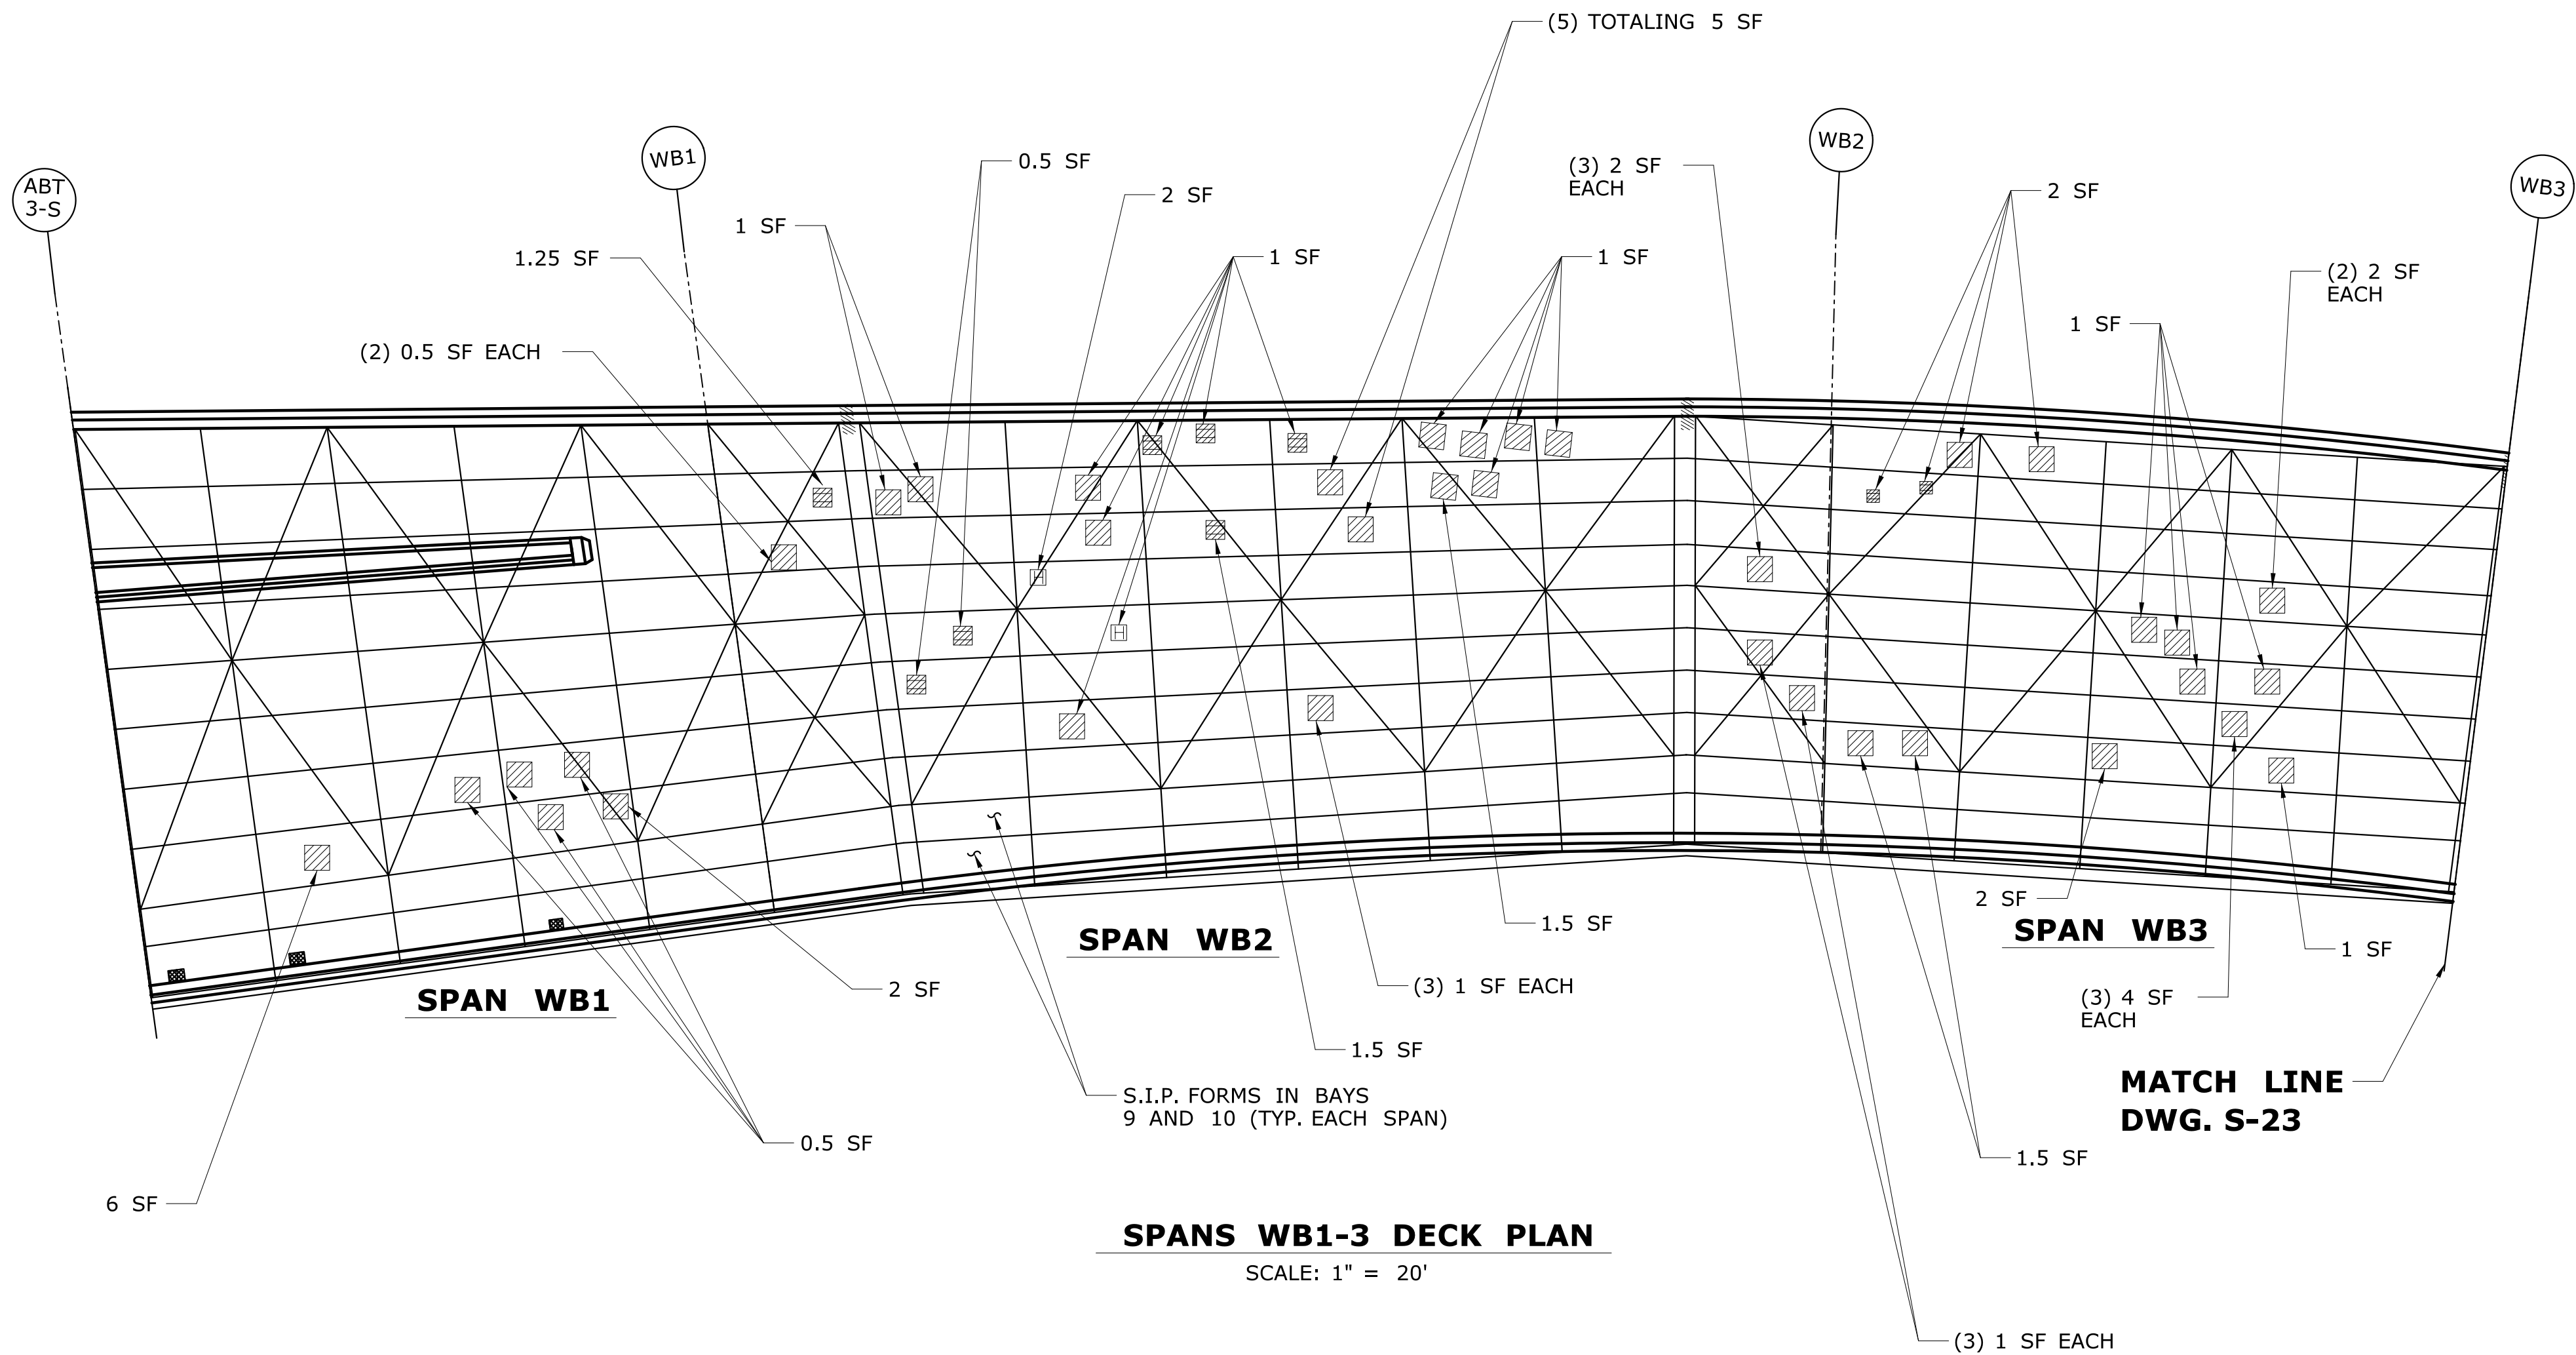 (5) TOTALING 5 SF
WB2
ABT
3-S
WB1
WB3
0.5 SF
2 SF
(3) 2 SF
EACH
2 SF
1 SF
1.25 SF
1 SF
1 SF
(2) 2 SF
EACH
1 SF
(2) 0.5 SF EACH
2 SF
SPAN WB3
1.5 SF
SPAN WB2
1 SF
SPAN WB1
2 SF
(3) 1 SF EACH
(3) 4 SF
EACH
1.5 SF
MATCH LINE
DWG. S-23
S.I.P. FORMS IN BAYS
9 AND 10 (TYP. EACH SPAN)
0.5 SF
1.5 SF
6 SF
SPANS WB1-3 DECK PLAN
SCALE: 1" = 20'
(3) 1 SF EACH